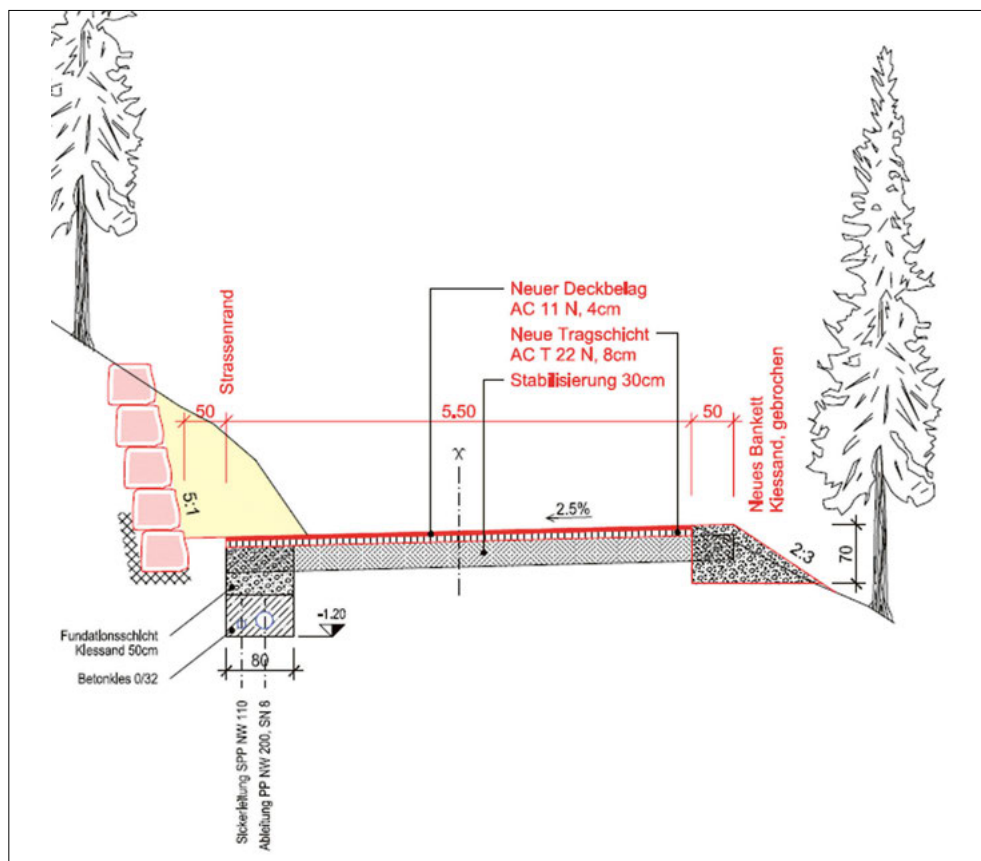 Neuer Deckbelag
AC 11 N, 4cm
Neue Tragschicht
AC T 22 N, 8cm
Stabilisierung 30cm
Strassenrand
50
5.50
50
Neues Bankett
Kiessand, gebrochen
5:1
2.5%
2:3
70
-1.20
Fundationsschicht
Kiessand 50cm
Betonkies 0/32
80
Sickerleitung SPP NW 110
Ableitung PP NW 200, SN 8